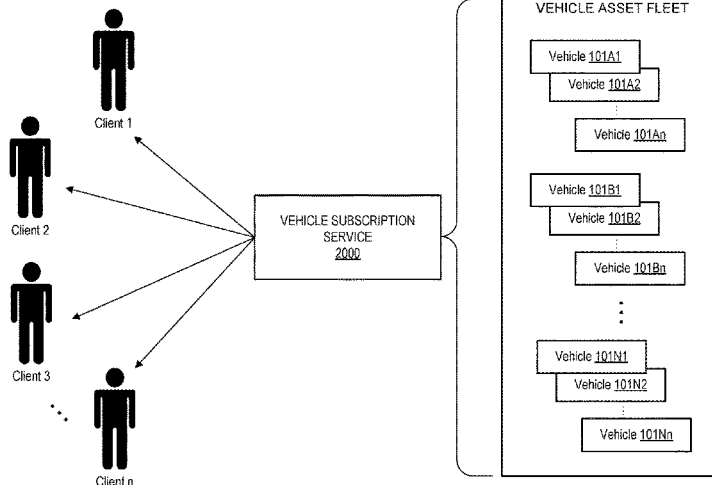 Client 1
Client 2
Client 3
Client n
VEHICLE SUBSCRIPTION
SERVICE
2000
VEHICLE ASSET FLEET
Vehicle 101A1
Vehicle 101A2
Vehicle 101An
Vehicle 101B1
Vehicle 101B2
Vehicle 101Bn
Vehicle 101N1
Vehicle 101N2
Vehicle 101Nn